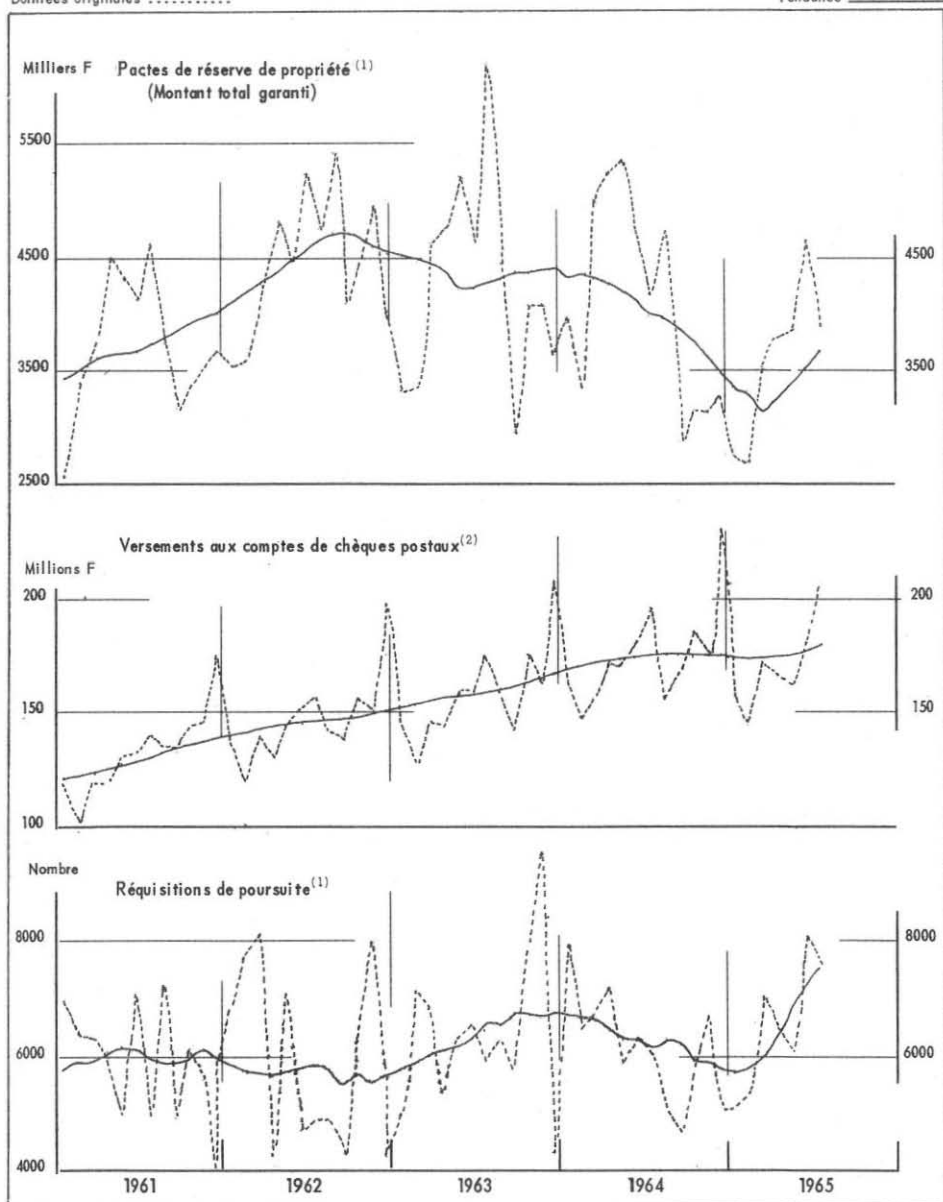 Données originales ...........
Milliers F Pactes de réserve de propriété (1)
(Montant total garanti)
5500
4500 4500
3500 3500
2500
Versements aux comptes de chèques postaux (2)
Millions F
200 200
150 150
100
Nombre
Réquisitions de poursuite (1)
8000 8000
6000 6000
4000
1961 1962 1963 1964 1965